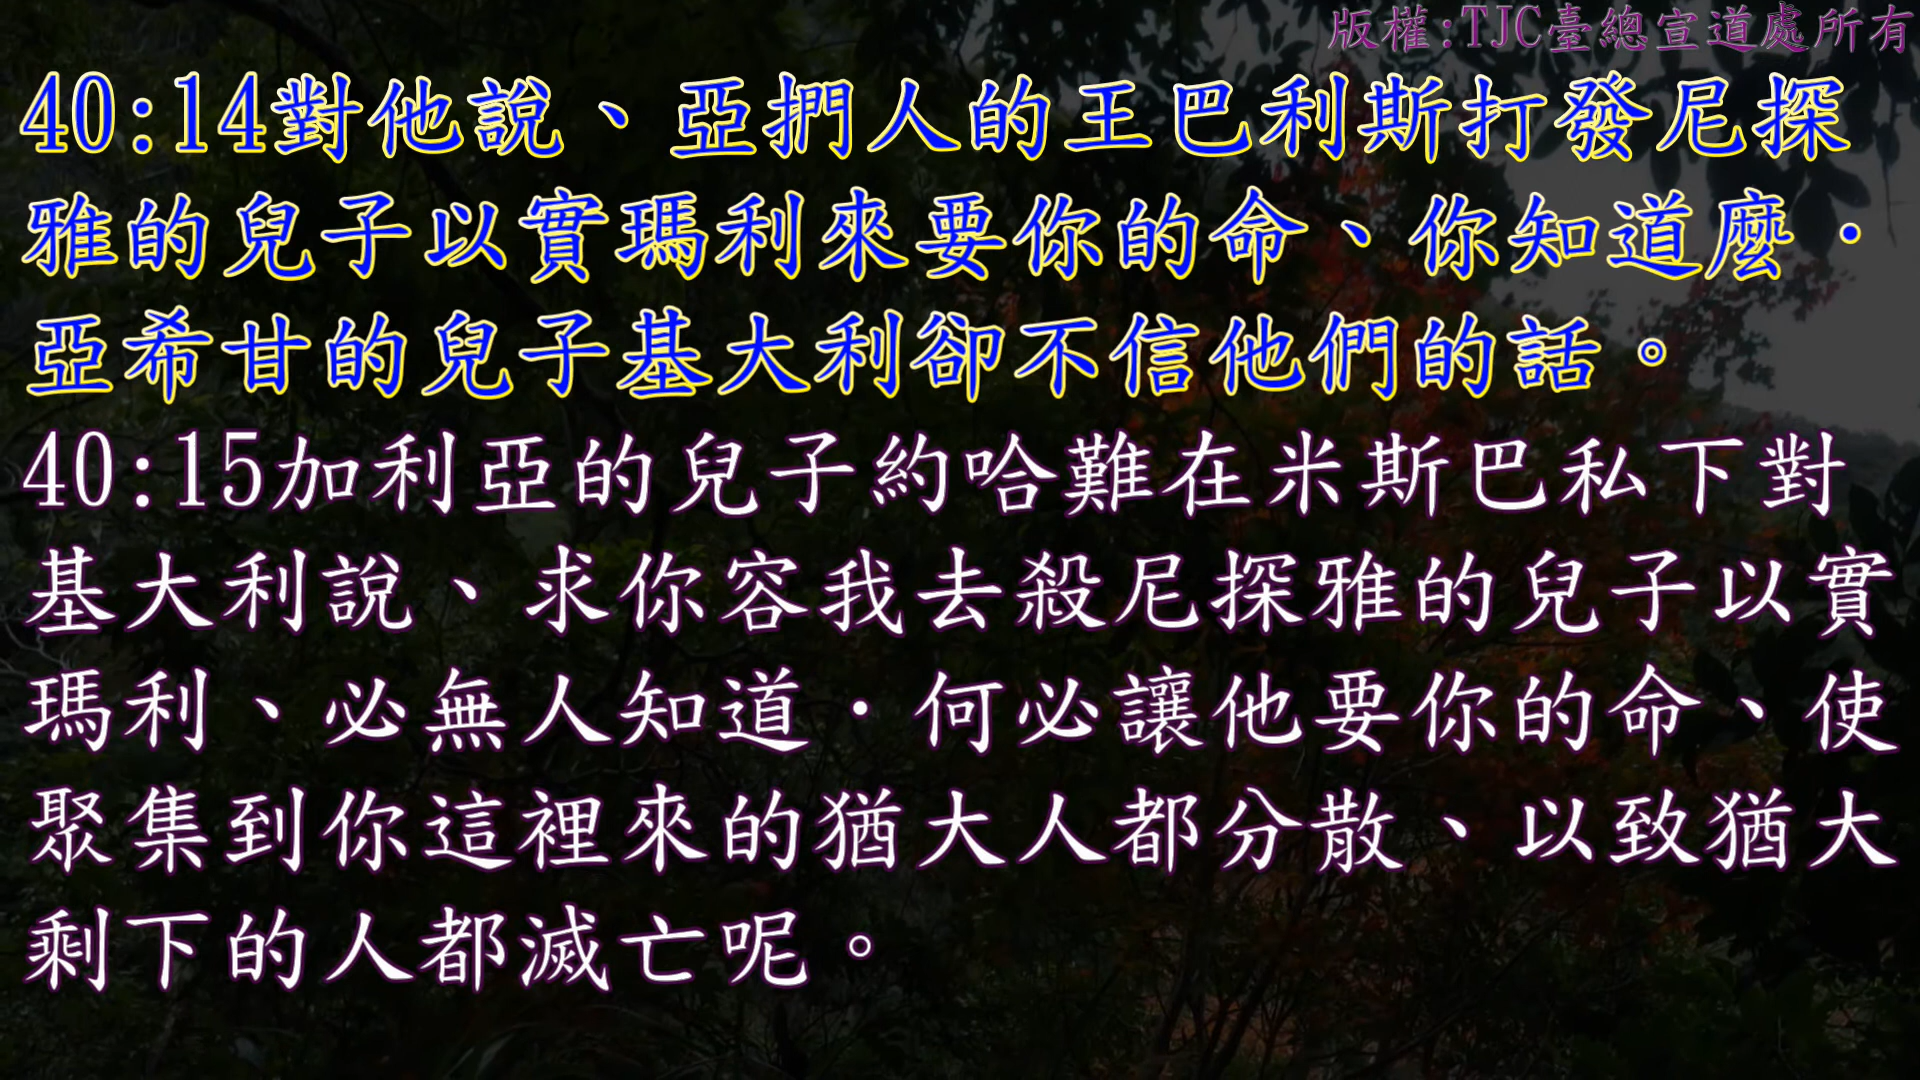 版權:TJC臺總宣道處所有
40:14對他說、亞捫人的王巴利斯打發尼探
雅的兒子以實瑪利來要你的命、你知道麼．
亞希甘的兒子基大利卻不信他們的話。
40:15加利亞的兒子約哈難在米斯巴私下對
基大利說、求你容我去殺尼探雅的兒子以實
瑪利、必無人知道．何必讓他要你的命、使
聚集到你這裡來的猶大人都分散、以致猶大
剩下的人都滅亡呢。